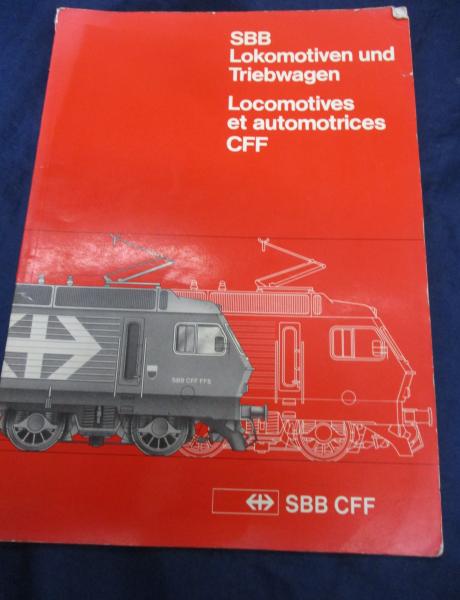 SBB
Lokomotiven und
Triebwagen
Locomotives
et automotrices
CFF
SBB CFF FFS
SBB CFF